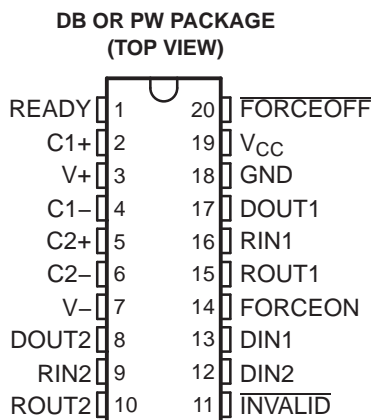 DB OR PW PACKAGE
(TOP VIEW)
READY 1 20 FORCEOFF
C1+ 2 19 VCC
V+ 3 18 GND
C1− 4 17 DOUT1
C2+ 5 16 RIN1
C2− 6 15 ROUT1
V− 7 14 FORCEON
DOUT2 8 13 DIN1
RIN2 9 12 DIN2
ROUT2 10 11 INVALID